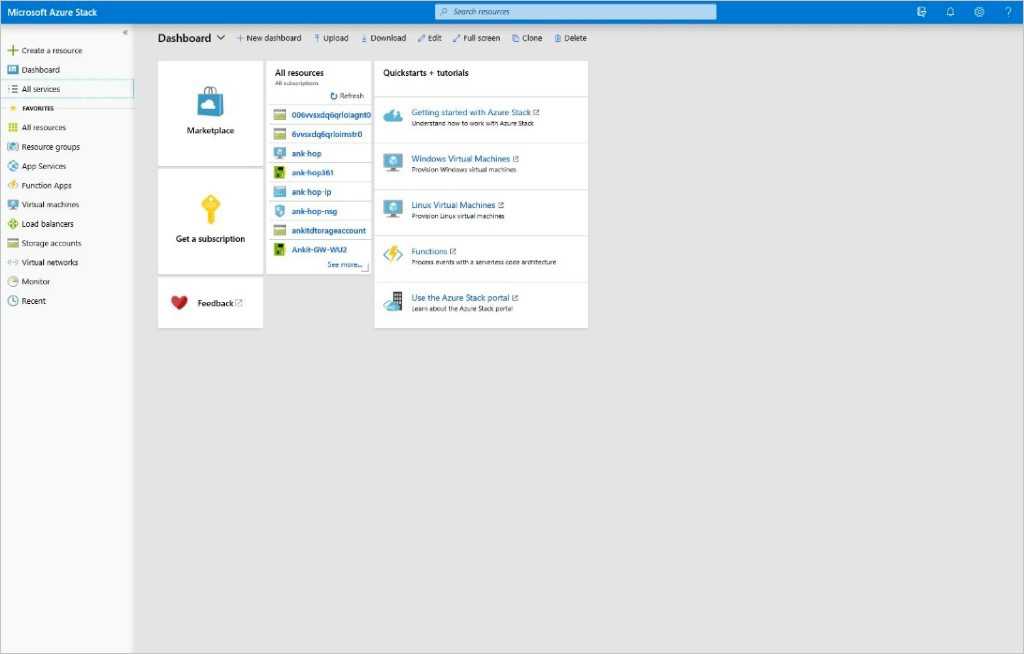 Microsoft Azure Stack
Search resources
?
«
Create a resource
Dashboard
All services
FAVORITES
All resources
Resource groups
App Services
Function Apps
Virtual machines
Load balancers
Storage accounts
Virtual networks
Monitor
Recent
Dashboard
New dashboard
Upload
Download
Edit
Full screen
Clone
Delete
Marketplace
Get a subscription
Feedback
All resources
All subscriptions
Refresh
006vvsxdq6qrloiagnt0
6vvsxdq6qrloimstr0
ank-hop
ank-hop361
ank-hop-ip
ank-hop-nsg
ankitdtorageaccount
Ankit-GW-WU2
See more...
Quickstarts + tutorials
Getting started with Azure Stack
Understand how to work with Azure Stack
Windows Virtual Machines
Provision Windows virtual machines
Linux Virtual Machines
Provision Linux virtual machines
Functions
Process events with a serverless code architecture
Use the Azure Stack portal
Learn about the Azure Stack portal